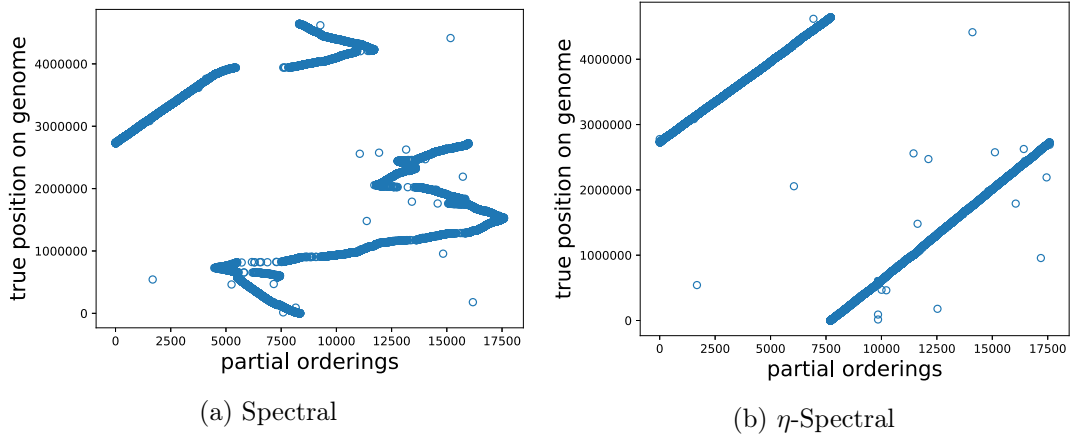 true position on genome
4000000
3000000
2000000
1000000
0
0 2500 5000 7500 10000 12500 15000 17500
partial orderings
(a) Spectral
true position on genome
4000000
3000000
2000000
1000000
0
0 2500 5000 7500 10000 12500 15000 17500
partial orderings
(b) η-Spectral